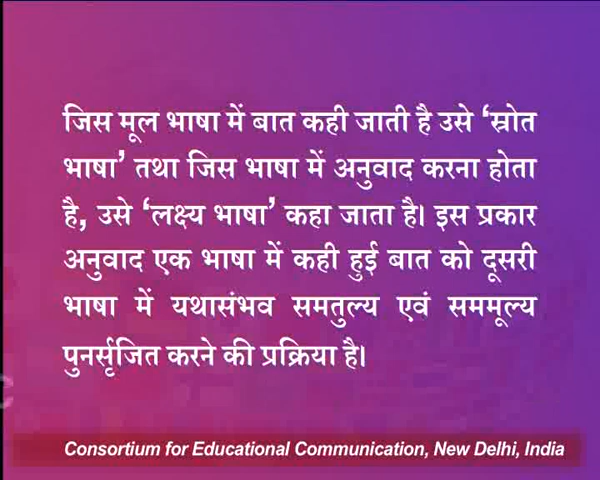 जिस मूल भाषा में बात कही जाती है उसे ‘स्रोत
भाषा’ तथा जिस भाषा में अनुवाद करना होता
है, उसे ‘लक्ष्य भाषा’ कहा जाता है। इस प्रकार
अनुवाद एक भाषा में कही हुई बात को दूसरी
भाषा में यथासंभव समतुल्य एवं सममूल्य
पुनर्सृजित करने की प्रक्रिया है।
Consortium for Educational Communication, New Delhi, India